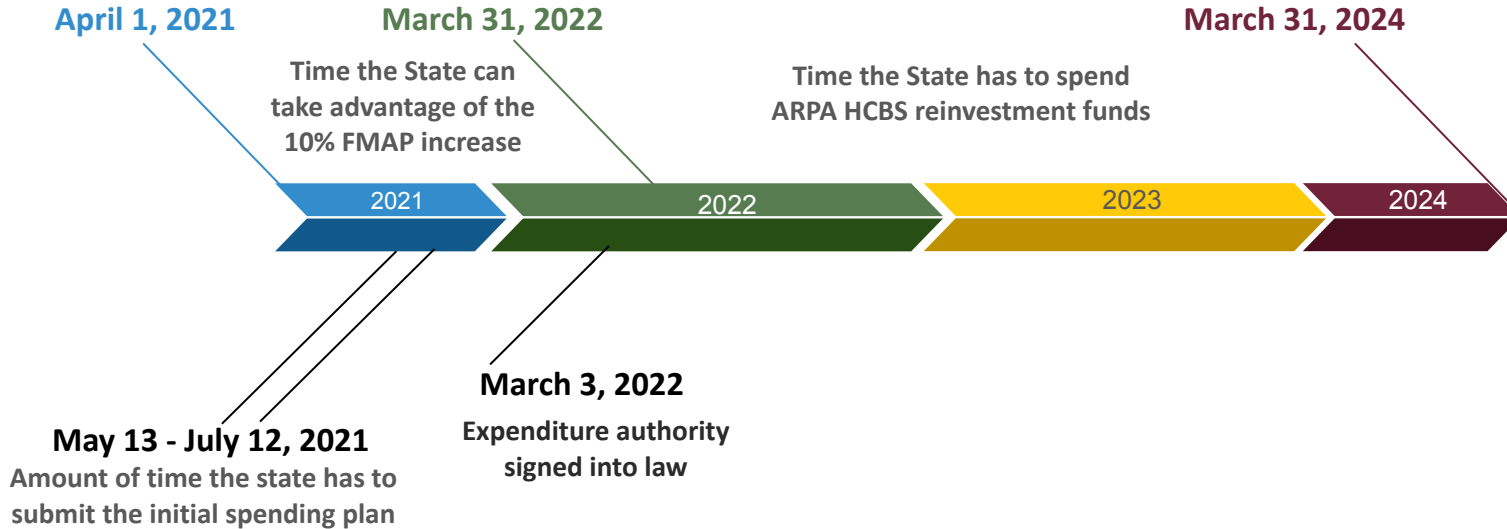 April 1, 2021
March 31, 2022
March 31, 2024
Time the State can
take advantage of the
10% FMAP increase
Time the State has to spend
ARPA HCBS reinvestment funds
2021
2022
2023
2024
March 3, 2022
Expenditure authority
signed into law
May 13 - July 12, 2021
Amount of time the state has to
submit the initial spending plan